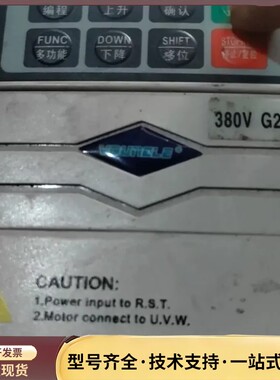 编程 上升 确认
FUNC DOWN SHIFT
多功能 下降 移位
380V G2
CAUTION:
1.Power input to R.S.T.
2.Motor connect to U.V.W.
开发票
现货
型号齐全·技术支持·一站式